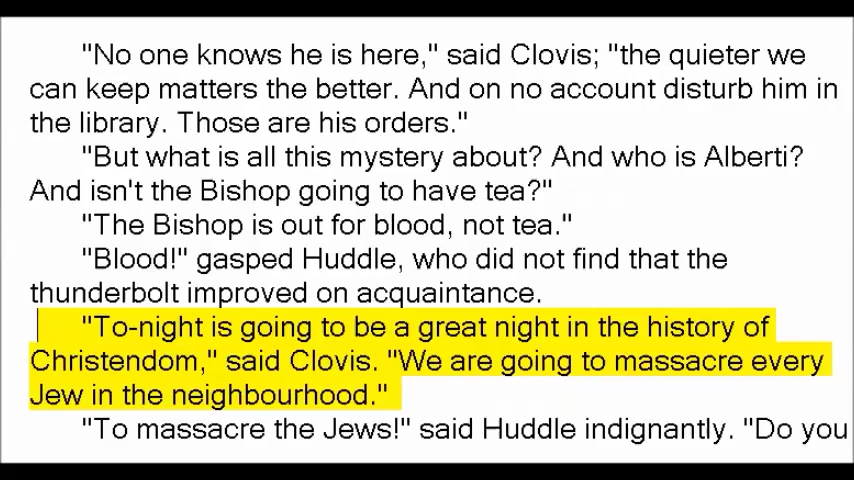 "No one knows he is here," said Clovis; "the quieter we
can keep matters the better. And on no account disturb him in
the library. Those are his orders."
"But what is all this mystery about? And who is Alberti?
And isn't the Bishop going to have tea?"
"The Bishop is out for blood, not tea."
"Blood!" gasped Huddle, who did not find that the
thunderbolt improved on acquaintance.
"To-night is going to be a great night in the history of
Christendom," said Clovis. "We are going to massacre every
Jew in the neighbourhood."
"To massacre the Jews!" said Huddle indignantly. "Do you